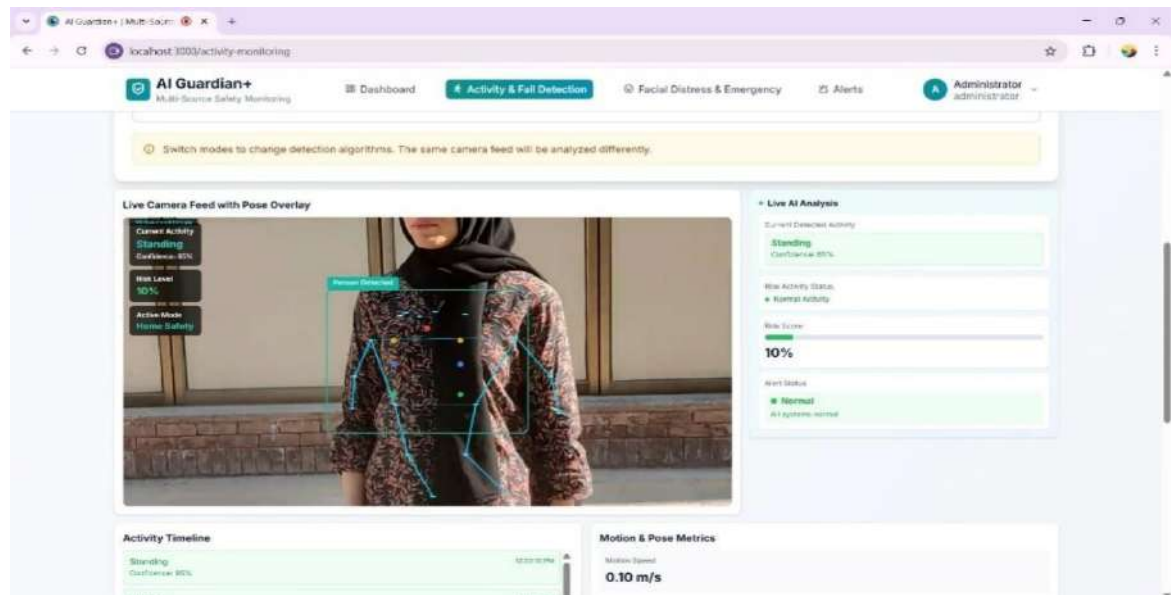 AI Guardian+ | Multi-Sourc
localhost:3000/activity-monitoring
AI Guardian+
Multi-Source Safety Monitoring
Dashboard
Activity & Fall Detection
Facial Distress & Emergency
Alerts
A
Administrator
administrator
Switch modes to change detection algorithms. The same camera feed will be analyzed differently.
Live Camera Feed with Pose Overlay
Current Activity
Standing
Confidence: 85%
Risk Level
10%
Active Mode
Home Safety
Person Detected
Live AI Analysis
Current Detected Activity
Standing
Confidence: 85%
Risk Activity Status
Normal Activity
Risk Score
10%
Alert Status
Normal
All systems normal
Activity Timeline
Standing
Confidence: 85%
Motion & Pose Metrics
Motion Speed
0.10 m/s